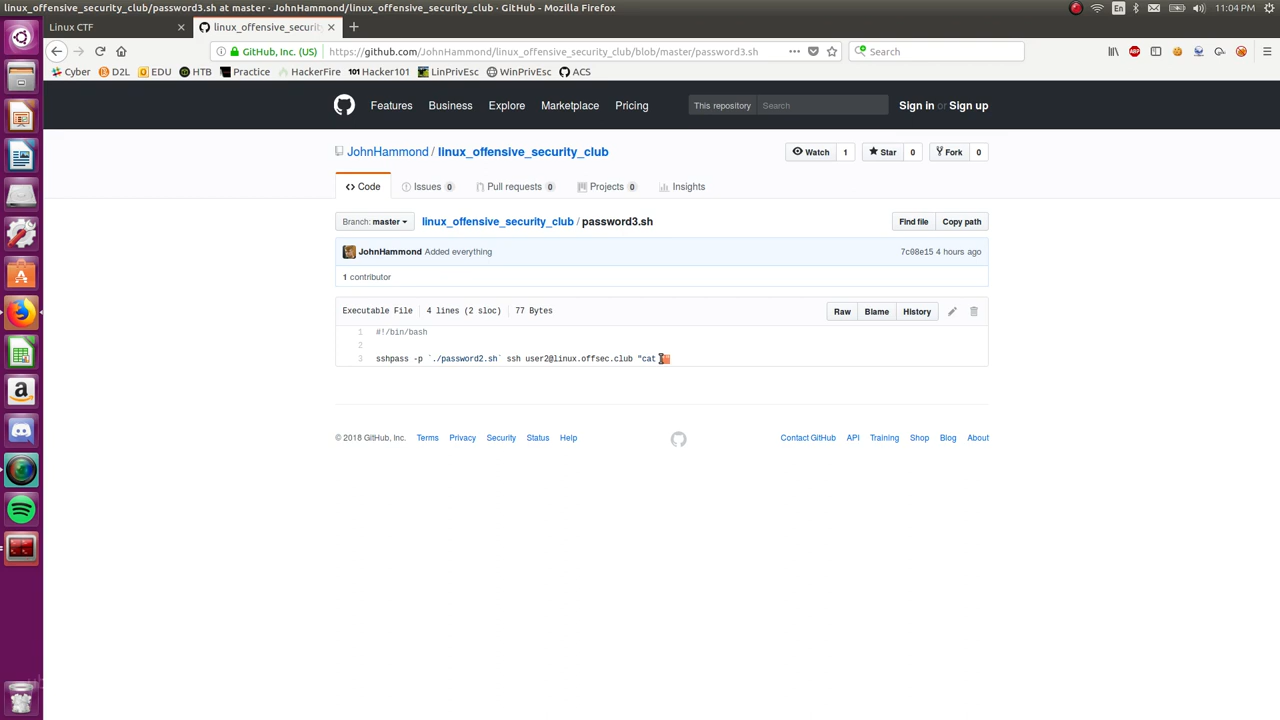 linux_offensive_security_club/password3.sh at master · JohnHammond/linux_offensive_security_club · GitHub - Mozilla Firefox
En
11:04 PM
Linux CTF
linux_offensive_securit
GitHub, Inc. (US)
https://github.com/JohnHammond/linux_offensive_security_club/blob/master/password3.sh
Search
Cyber
D2L
EDU
HTB
Practice
HackerFire
101 Hacker101
LinPrivEsc
WinPrivEsc
ACS
Features
Business
Explore
Marketplace
Pricing
This repository
Search
Sign in or Sign up
JohnHammond / linux_offensive_security_club
Watch 1
Star 0
Fork 0
Code
Issues 0
Pull requests 0
Projects 0
Insights
Branch: master
linux_offensive_security_club / password3.sh
Find file
Copy path
JohnHammond Added everything
7c08e15 4 hours ago
1 contributor
Executable File
4 lines (2 sloc)
77 Bytes
Raw
Blame
History
1 #!/bin/bash
2
3 sshpass -p `./password2.sh` ssh user2@linux.offsec.club "cat
© 2018 GitHub, Inc.
Terms
Privacy
Security
Status
Help
Contact GitHub
API
Training
Shop
Blog
About